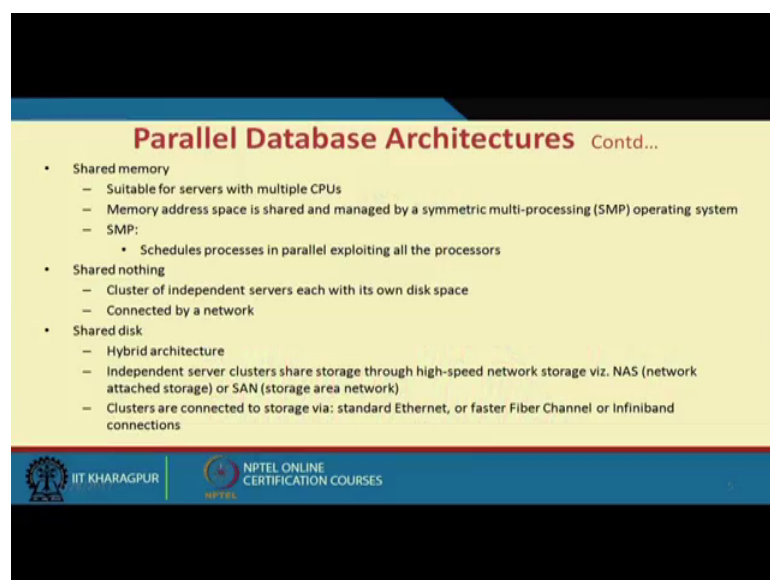 Parallel Database Architectures Contd...
• Shared memory
– Suitable for servers with multiple CPUs
– Memory address space is shared and managed by a symmetric multi-processing (SMP) operating system
– SMP:
• Schedules processes in parallel exploiting all the processors
• Shared nothing
– Cluster of independent servers each with its own disk space
– Connected by a network
• Shared disk
– Hybrid architecture
– Independent server clusters share storage through high-speed network storage viz. NAS (network
attached storage) or SAN (storage area network)
– Clusters are connected to storage via: standard Ethernet, or faster Fiber Channel or Infiniband
connections
IIT KHARAGPUR
NPTEL
NPTEL ONLINE
CERTIFICATION COURSES